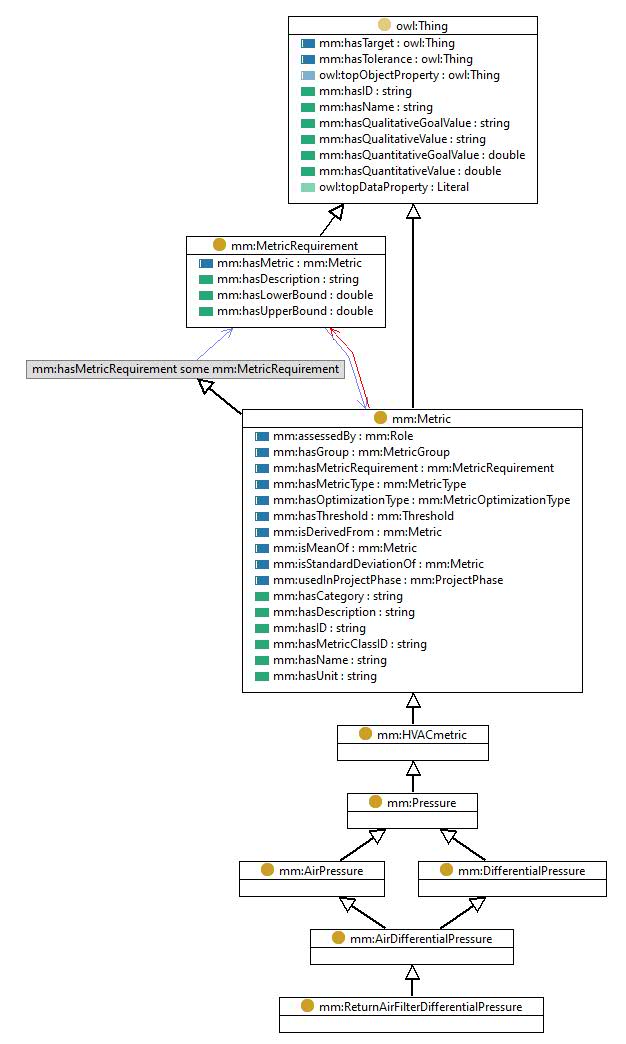 owl:Thing
mm:hasTarget : owl:Thing
mm:hasTolerance : owl:Thing
owl:topObjectProperty : owl:Thing
mm:hasID : string
mm:hasName : string
mm:hasQualitativeGoalValue : string
mm:hasQualitativeValue : string
mm:hasQuantitativeGoalValue : double
mm:hasQuantitativeValue : double
owl:topDataProperty : Literal
mm:MetricRequirement
mm:hasMetric : mm:Metric
mm:hasDescription : string
mm:hasLowerBound : double
mm:hasUpperBound : double
mm:hasMetricRequirement some mm:MetricRequirement
mm:Metric
mm:assessedBy : mm:Role
mm:hasGroup : mm:MetricGroup
mm:hasMetricRequirement : mm:MetricRequirement
mm:hasMetricType : mm:MetricType
mm:hasOptimizationType : mm:MetricOptimizationType
mm:hasThreshold : mm:Threshold
mm:isDerivedFrom : mm:Metric
mm:isMeanOf : mm:Metric
mm:isStandardDeviationOf : mm:Metric
mm:usedInProjectPhase : mm:ProjectPhase
mm:hasCategory : string
mm:hasDescription : string
mm:hasID : string
mm:hasMetricClassID : string
mm:hasName : string
mm:hasUnit : string
mm:HVACmetric
mm:Pressure
mm:AirPressure
mm:DifferentialPressure
mm:AirDifferentialPressure
mm:ReturnAirFilterDifferentialPressure